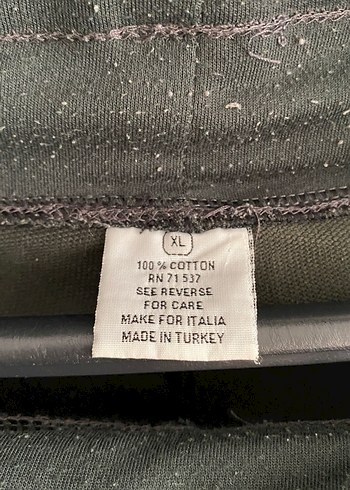 XL
100 % COTTON
RN 71 537
SEE REVERSE
FOR CARE
MAKE FOR ITALIA
MADE IN TURKEY